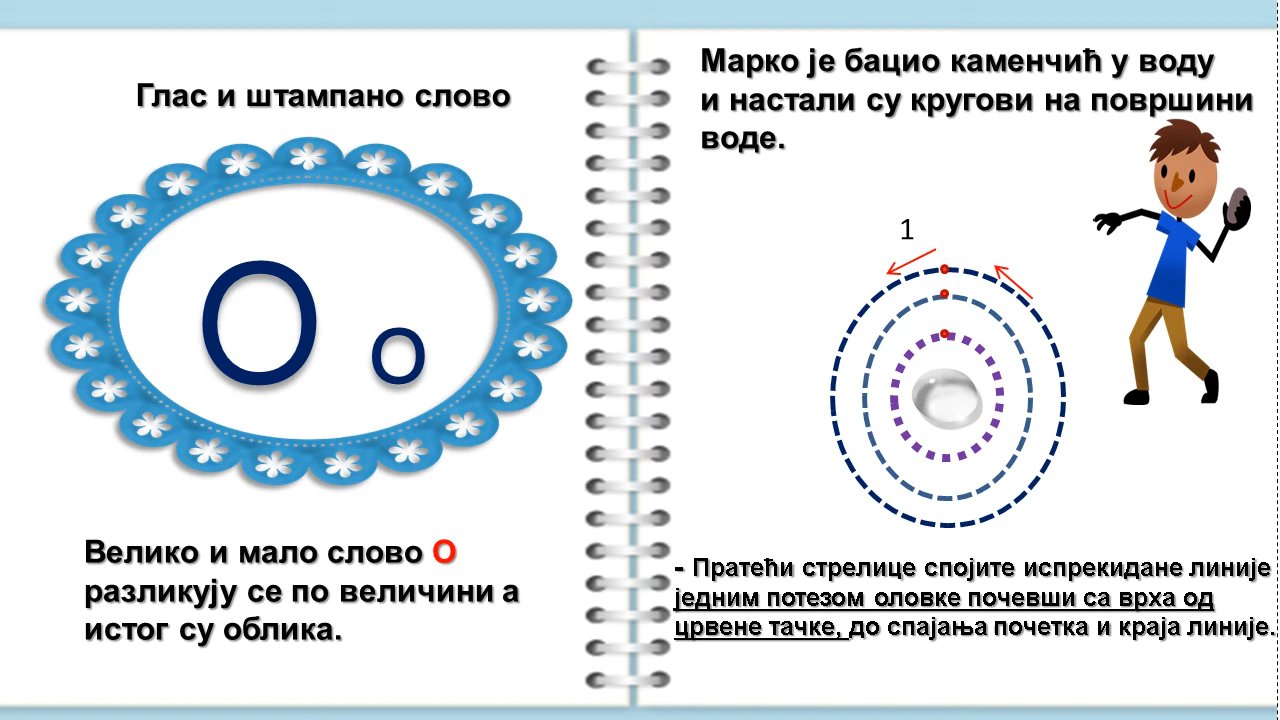 Глас и штампано слово
О о
Велико и мало слово О
разликују се по величини а
истог су облика.
Марко је бацио каменчић у воду
и настали су кругови на површини
воде.
1
- Пратећи стрелице спојите испрекидане линије
једним потезом оловке почевши са врха од
црвене тачке, до спајања почетка и краја линије.